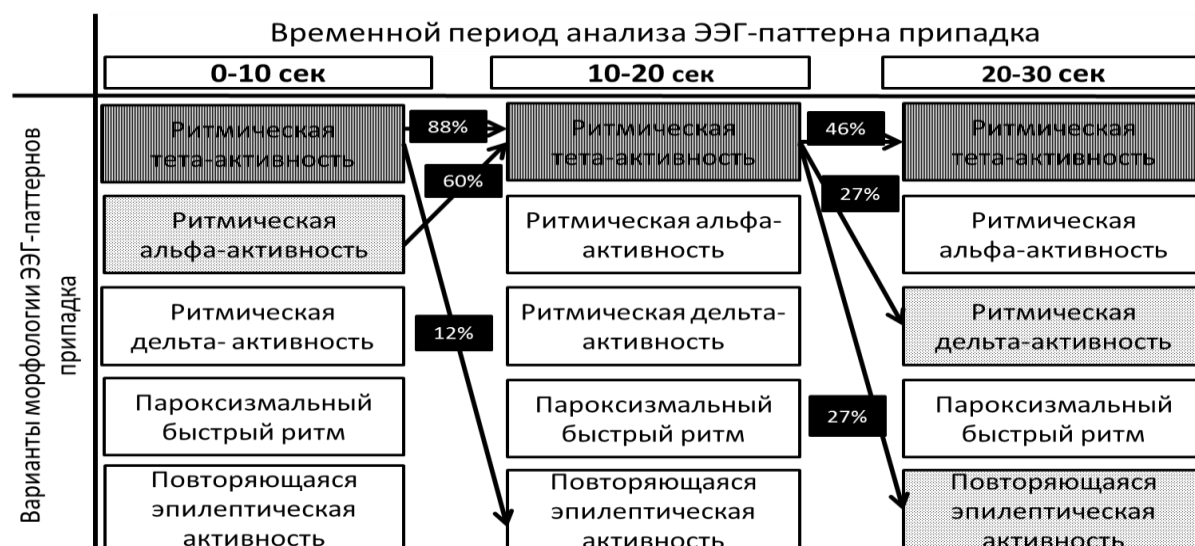 Временной период анализа ЭЭГ-паттерна припадка
0-10 сек
10-20 сек
20-30 сек
Варианты морфологии ЭЭГ-паттернов
припадка
Ритмическая
тета-активность
88%
Ритмическая
тета-активность
46%
Ритмическая
тета-активность
60%
27%
Ритмическая
альфа-активность
Ритмическая альфа-
активность
Ритмическая
альфа-активность
Ритмическая
дельта- активность
12%
Ритмическая дельта-
активность
Ритмическая
дельта-активность
Пароксизмальный
быстрый ритм
Пароксизмальный
быстрый ритм
27%
Пароксизмальный
быстрый ритм
Повторяющаяся
эпилептическая
активность
Повторяющаяся
эпилептическая
активность
Повторяющаяся
эпилептическая
активность